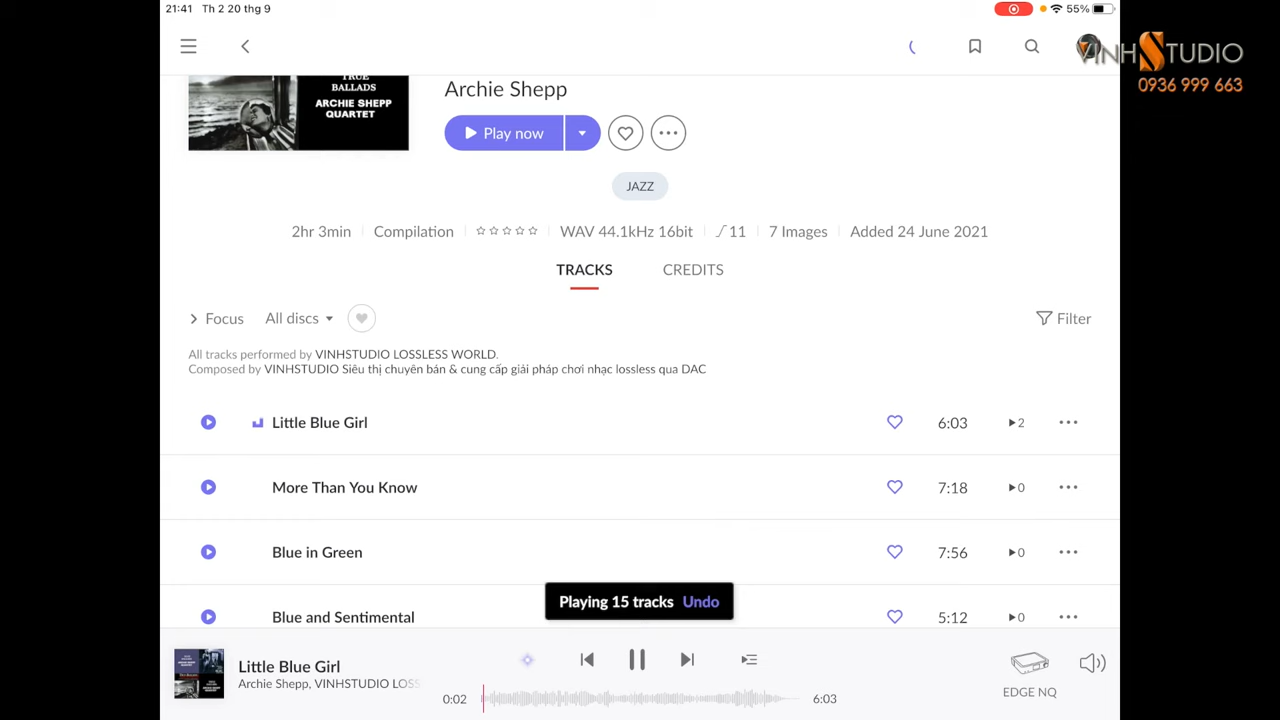 21:41 Th 2 20 thg 9
55%
VINHSTUDIO
0936 999 663
TRUE
BALLADS
ARCHIE SHEPP
QUARTET
Archie Shepp
Play now
JAZZ
2hr 3min Compilation WAV 44.1kHz 16bit 11 7 Images Added 24 June 2021
TRACKS CREDITS
Focus All discs Filter
All tracks performed by VINHSTUDIO LOSSLESS WORLD.
Composed by VINHSTUDIO Siêu thị chuyên bán & cung cấp giải pháp chơi nhạc lossless qua DAC
Little Blue Girl 6:03 2
More Than You Know 7:18 0
Blue in Green 7:56 0
Blue and Sentimental 5:12 0
Playing 15 tracks Undo
Little Blue Girl
Archie Shepp, VINHSTUDIO LOSS
0:02 6:03
EDGE NQ